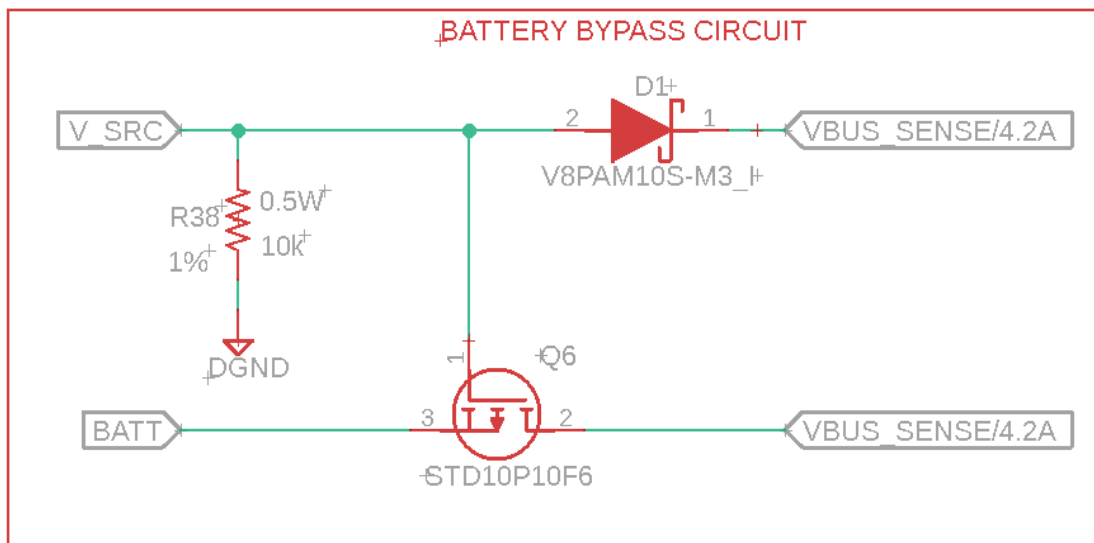 BATTERY BYPASS CIRCUIT
D1
V_SRC
2
1
VBUS_SENSE/4.2A
V8PAM10S-M3_I
R38
0.5W
10k
1%
DGND
1
Q6
BATT
3
2
VBUS_SENSE/4.2A
STD10P10F6